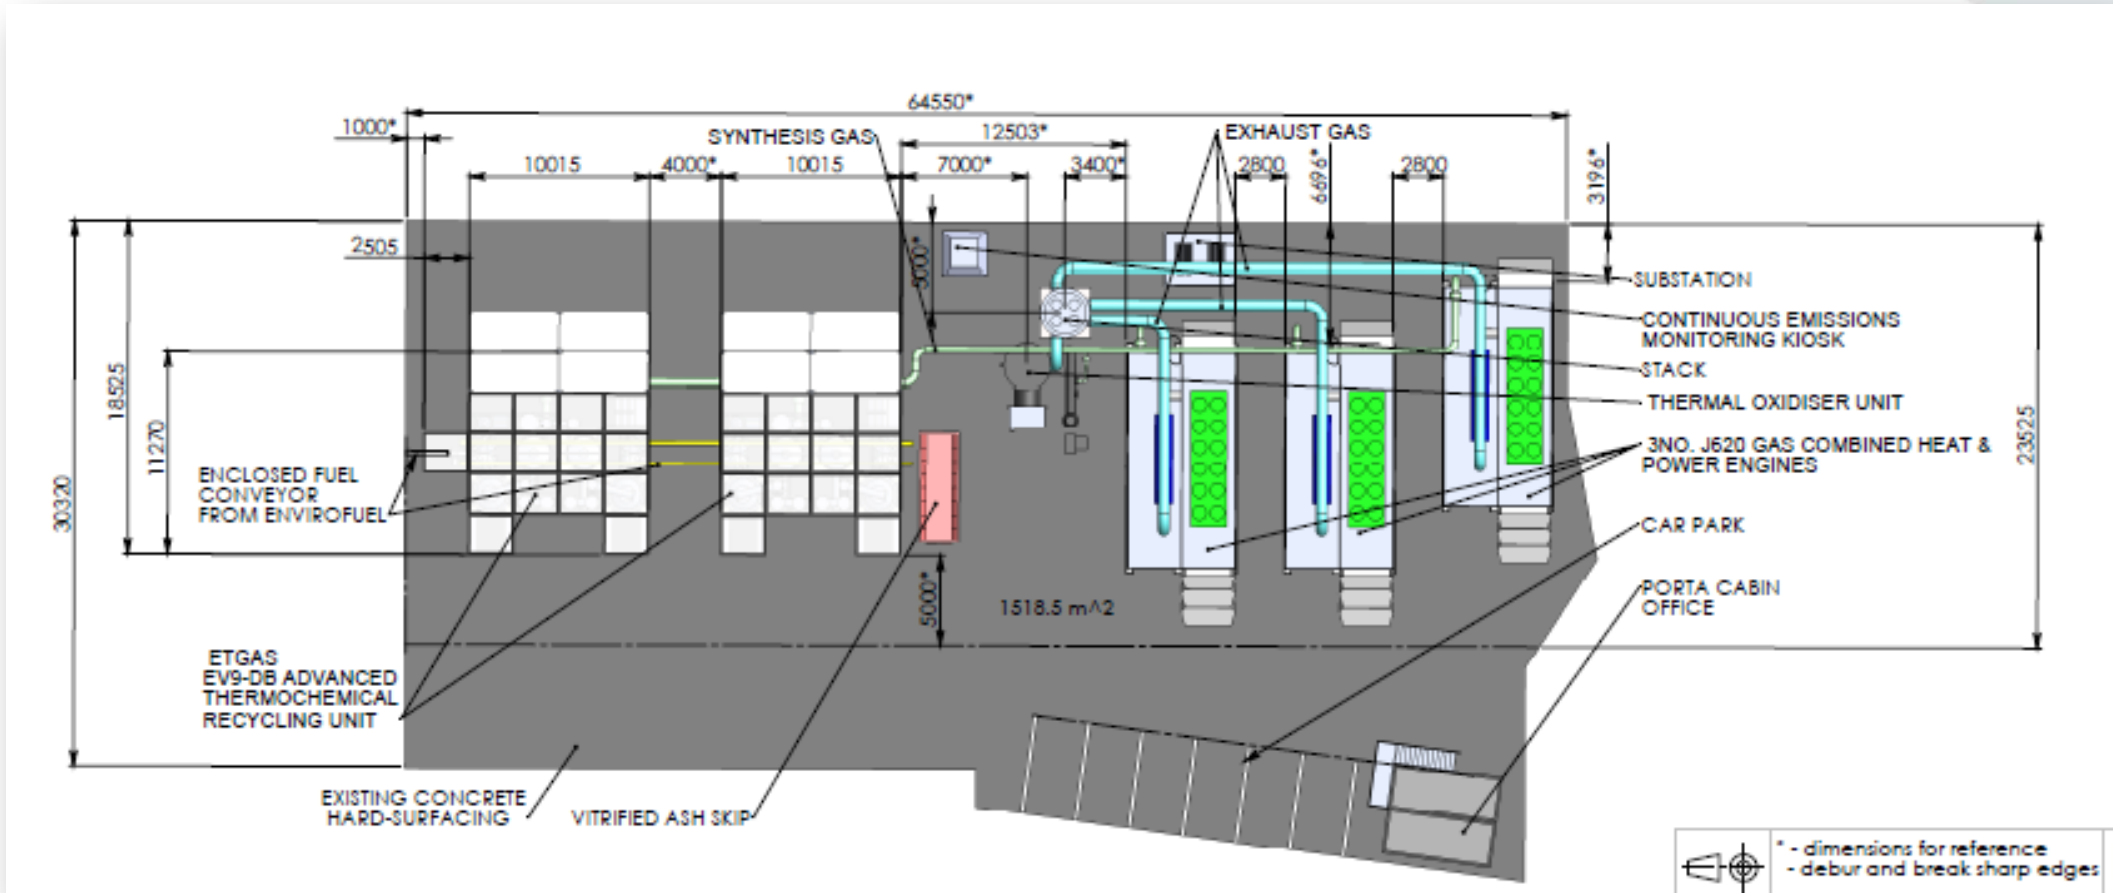 64550*
1000*
SYNTHESIS GAS
12503*
EXHAUST GAS
10015
4000*
10015
7000*
3400*
2800
6696*
2800
3196*
2505
5000*
SUBSTATION
CONTINUOUS EMISSIONS
MONITORING KIOSK
STACK
THERMAL OXIDISER UNIT
3NO. J620 GAS COMBINED HEAT &
POWER ENGINES
CAR PARK
PORTA CABIN
OFFICE
30320
18525
11270
23525
ENCLOSED FUEL
CONVEYOR
FROM ENVIROFUEL
5000*
1518.5 m^2
ETGAS
EV9-DB ADVANCED
THERMOCHEMICAL
RECYCLING UNIT
EXISTING CONCRETE
HARD-SURFACING
VITRIFIED ASH SKIP
* - dimensions for reference
- debur and break sharp edges